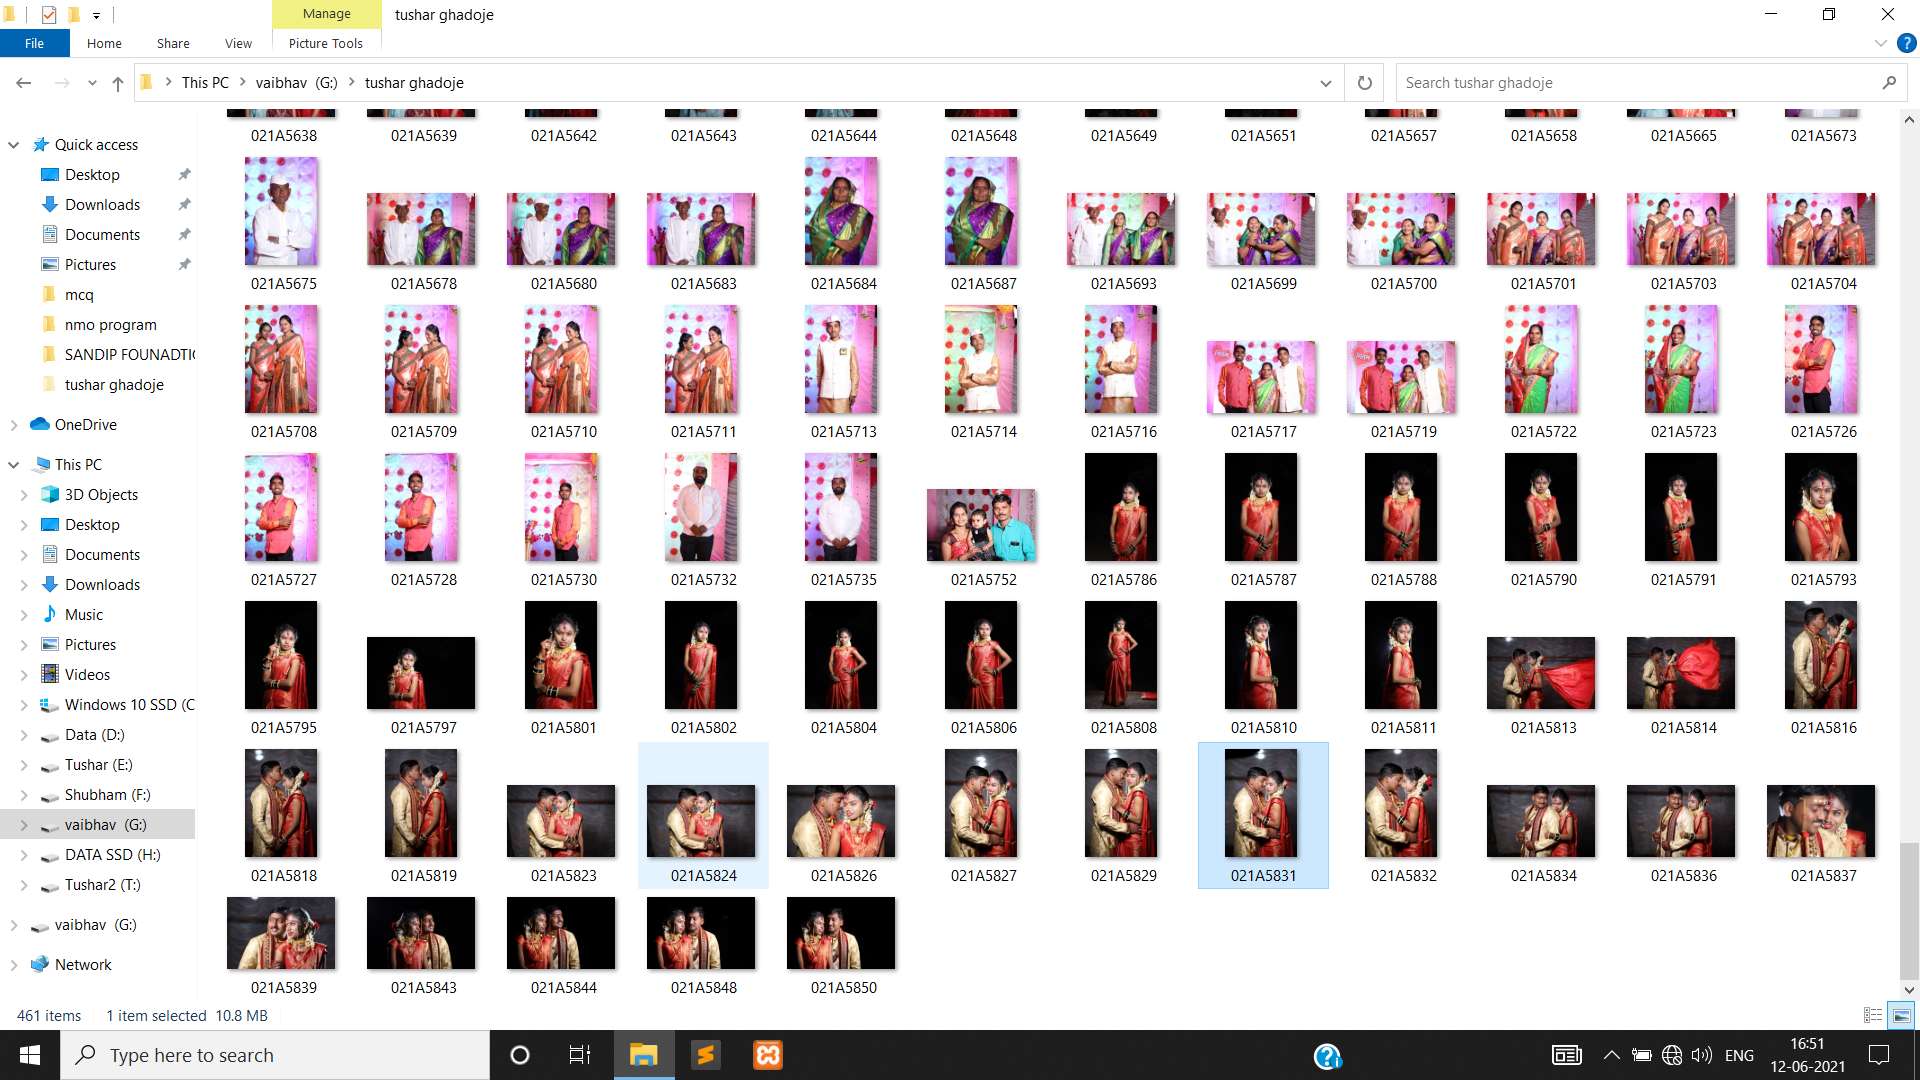 Manage
tushar ghadoje
File
Home
Share
View
Picture Tools
This PC
vaibhav (G:)
tushar ghadoje
Search tushar ghadoje
Quick access
Desktop
Downloads
Documents
Pictures
mcq
nmo program
SANDIP FOUNADTI
tushar ghadoje
OneDrive
This PC
3D Objects
Desktop
Documents
Downloads
Music
Pictures
Videos
Windows 10 SSD (C
Data (D:)
Tushar (E:)
Shubham (F:)
vaibhav (G:)
DATA SSD (H:)
Tushar2 (T:)
vaibhav (G:)
Network
021A5638 021A5639 021A5642 021A5643 021A5644 021A5648 021A5649 021A5651 021A5657 021A5658 021A5665 021A5673
021A5675 021A5678 021A5680 021A5683 021A5684 021A5687 021A5693 021A5699 021A5700 021A5701 021A5703 021A5704
021A5708 021A5709 021A5710 021A5711 021A5713 021A5714 021A5716 021A5717 021A5719 021A5722 021A5723 021A5726
021A5727 021A5728 021A5730 021A5732 021A5735 021A5752 021A5786 021A5787 021A5788 021A5790 021A5791 021A5793
021A5795 021A5797 021A5801 021A5802 021A5804 021A5806 021A5808 021A5810 021A5811 021A5813 021A5814 021A5816
021A5818 021A5819 021A5823 021A5824 021A5826 021A5827 021A5829 021A5831 021A5832 021A5834 021A5836 021A5837
021A5839 021A5843 021A5844 021A5848 021A5850
461 items
1 item selected 10.8 MB
Type here to search
ENG
16:51
12-06-2021